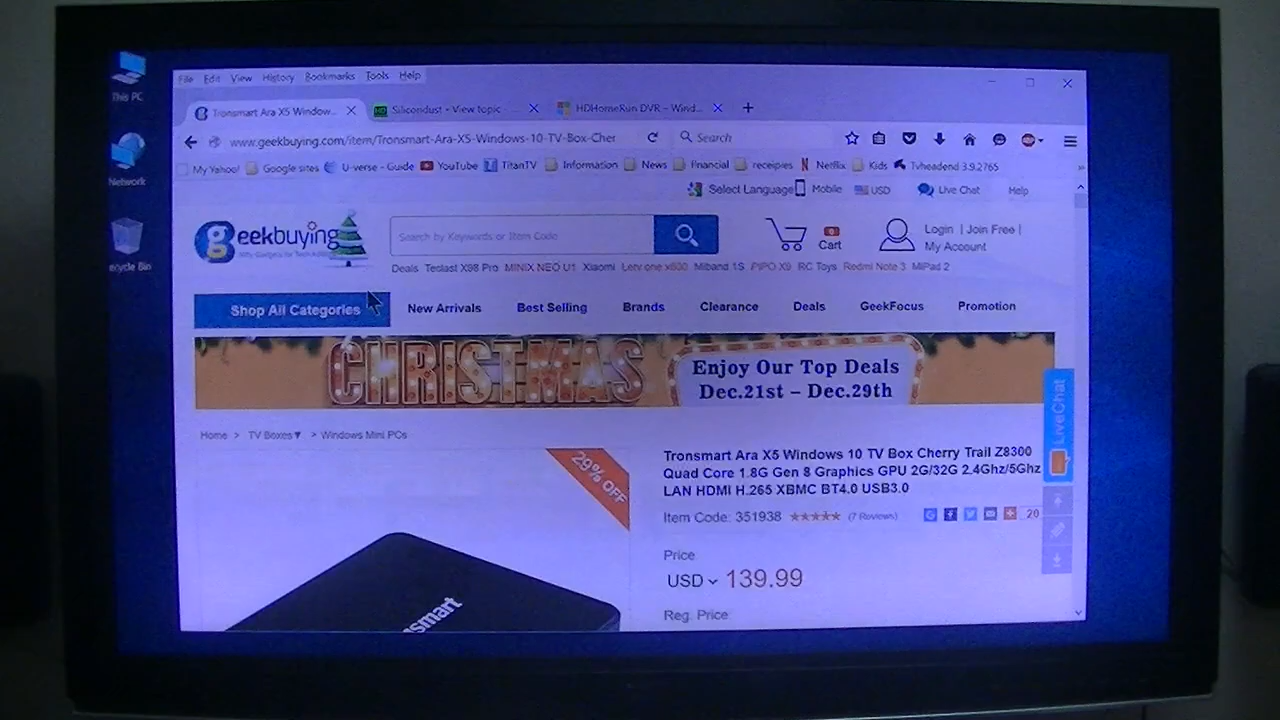 This PC
Network
ecycle Bin
File Edit View History Bookmarks Tools Help
Tronsmart Ara X5 Window...
Silicondust - View topic
HDHomeRun DVR - Wind...
www.geekbuying.com/item/Tronsmart-Ara-X5-Windows-10-TV-Box-Cher
Search
My Yahoo!
Google sites
U-verse - Guide
YouTube
TitanTV
Information
News
financial
receipies
Netflix
Kids
Tvheadend 3.9.2765
Select Language
Mobile
USD
Live Chat
Help
geekbuying
Search by Keywords or Item Code
0
Cart
Login | Join Free |
My Account
Deals Teclast X98 Pro MINIX NEO U1 Xiaomi Letv one x600 Miband 1S PIPO X9 RC Toys Redmi Note 3 MiPad 2
Shop All Categories
New Arrivals
Best Selling
Brands
Clearance
Deals
GeekFocus
Promotion
CHRISTMAS
Enjoy Our Top Deals
Dec.21st – Dec.29th
LiveChat
Home > TV Boxes > Windows Mini PCs
29% OFF
Tronsmart Ara X5 Windows 10 TV Box Cherry Trail Z8300
Quad Core 1.8G Gen 8 Graphics GPU 2G/32G 2.4Ghz/5Ghz
LAN HDMI H.265 XBMC BT4.0 USB3.0
Item Code: 351938
(7 Reviews)
20
Price
USD 139.99
Reg. Price
smart